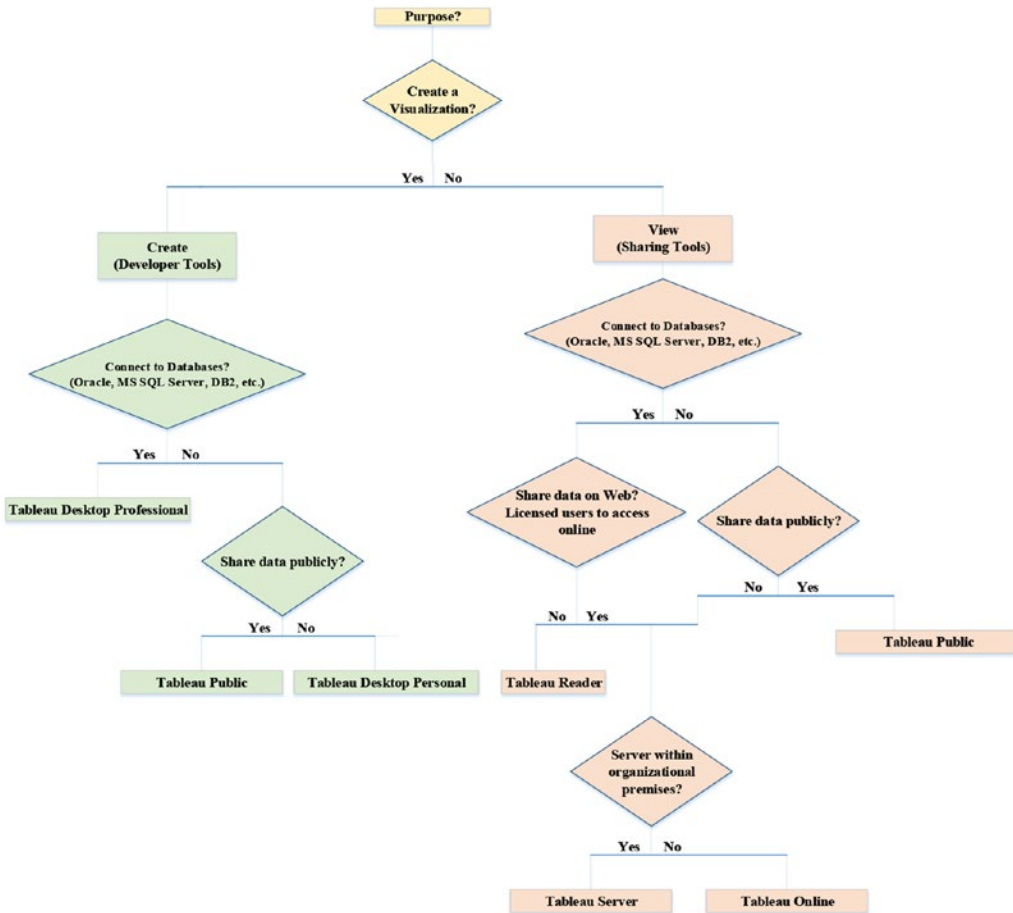 Purpose?
Create a
Visualization?
Yes No
Create
(Developer Tools)
View
(Sharing Tools)
Connect to Databases?
(Oracle, MS SQL Server, DB2, etc.)
Connect to Databases?
(Oracle, MS SQL Server, DB2, etc.)
Yes No
Yes No
Tableau Desktop Professional
Share data publicly?
Share data on Web?
Licensed users to access
online
Share data publicly?
Yes No
No Yes
No Yes
Tableau Public
Tableau Desktop Personal
Tableau Reader
Tableau Public
Server within
organizational
premises?
Yes No
Tableau Server
Tableau Online